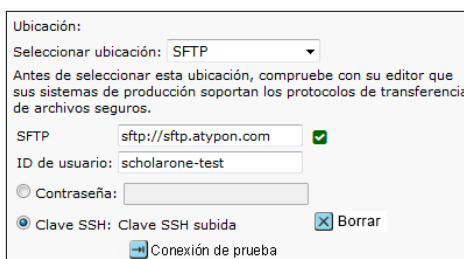 Ubicación:
Seleccionar ubicación: SFTP
Antes de seleccionar esta ubicación, compruebe con su editor que
sus sistemas de producción soportan los protocolos de transferencia
de archivos seguros.
SFTP sftp://sftp.atypon.com
ID de usuario: scholarone-test
Contraseña:
Clave SSH: Clave SSH subida Borrar
Conexión de prueba